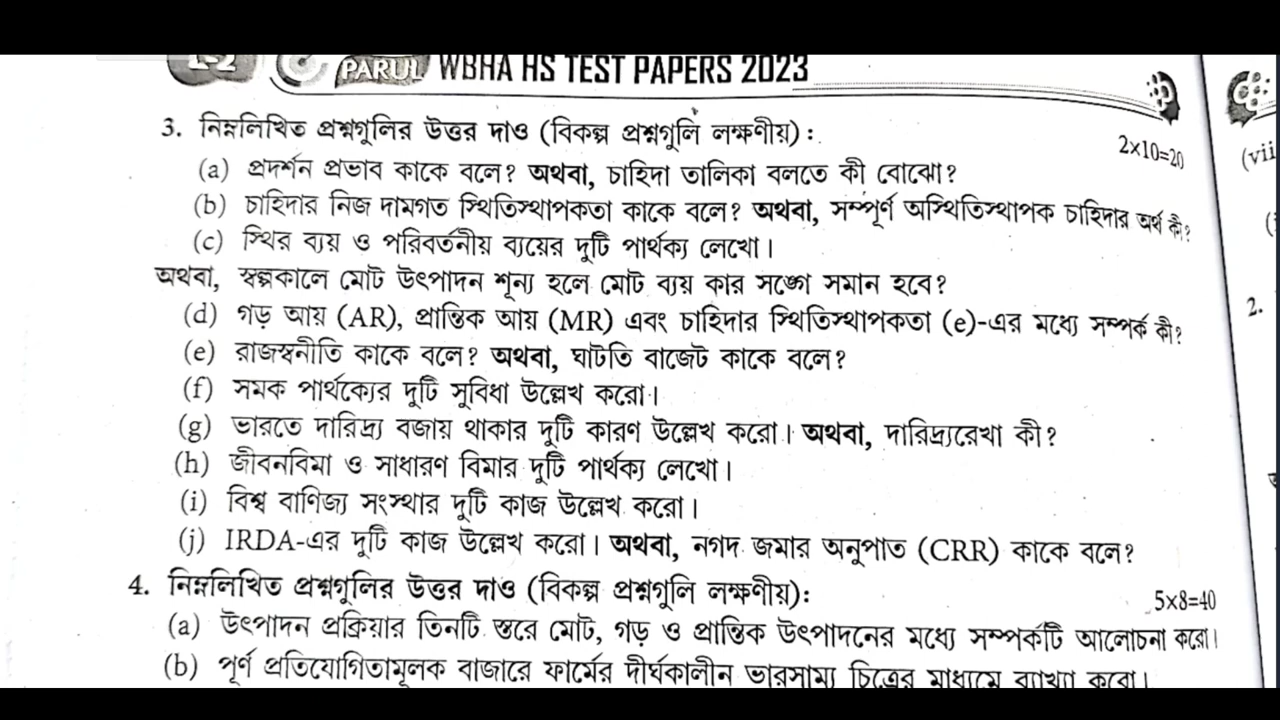 L-2 PARUL WBHA HS TEST PAPERS 2023
3. নিম্নলিখিত প্রশ্নগুলির উত্তর দাও (বিকল্প প্রশ্নগুলি লক্ষণীয়) :
2×10=20
(a) প্রদর্শন প্রভাব কাকে বলে? অথবা, চাহিদা তালিকা বলতে কী বোঝো?
(b) চাহিদার নিজ দামগত স্থিতিস্থাপকতা কাকে বলে? অথবা, সম্পূর্ণ অস্থিতিস্থাপক চাহিদার অর্থ কী?
(c) স্থির ব্যয় ও পরিবর্তনীয় ব্যয়ের দুটি পার্থক্য লেখো।
অথবা, স্বল্পকালে মোট উৎপাদন শূন্য হলে মোট ব্যয় কার সঙ্গে সমান হবে?
(d) গড় আয় (AR), প্রান্তিক আয় (MR) এবং চাহিদার স্থিতিস্থাপকতা (e)-এর মধ্যে সম্পর্ক কী?
(e) রাজস্বনীতি কাকে বলে? অথবা, ঘাটতি বাজেট কাকে বলে?
(f) সমক পার্থক্যের দুটি সুবিধা উল্লেখ করো।
(g) ভারতে দারিদ্র্য বজায় থাকার দুটি কারণ উল্লেখ করো। অথবা, দারিদ্র্যরেখা কী?
(h) জীবনবিমা ও সাধারণ বিমার দুটি পার্থক্য লেখো।
(i) বিশ্ব বাণিজ্য সংস্থার দুটি কাজ উল্লেখ করো।
(j) IRDA-এর দুটি কাজ উল্লেখ করো। অথবা, নগদ জমার অনুপাত (CRR) কাকে বলে?
4. নিম্নলিখিত প্রশ্নগুলির উত্তর দাও (বিকল্প প্রশ্নগুলি লক্ষণীয়) :
5×8=40
(a) উৎপাদন প্রক্রিয়ার তিনটি স্তরে মোট, গড় ও প্রান্তিক উৎপাদনের মধ্যে সম্পর্কটি আলোচনা করো।
(b) পূর্ণ প্রতিযোগিতামূলক বাজারে ফার্মের দীর্ঘকালীন ভারসাম্য চিত্রের মাধ্যমে ব্যাখ্যা করো।
(vii
2.